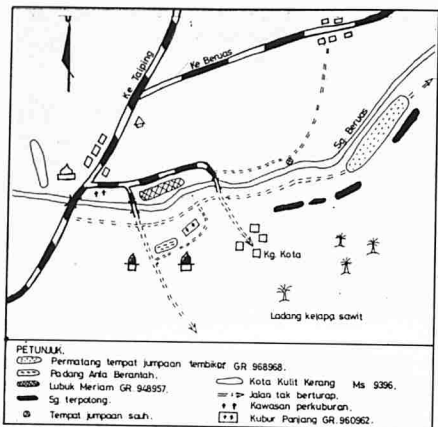 Ke Taiping
Ke Beruas
Sg. Beruas
Kg. Kota
Ladang kelapa sawit
PETUNJUK.
Permatang tempat jumpaan tembikar GR 968968.
Padang Anta Berantah.
Lubuk Meriam GR 948957.
Sg. terpotong.
Tempat jumpaan sauh.
Kota Kulit Kerang Ms 9396.
Jalan tak berturap.
Kawasan perkuburan.
Kubur Panjang GR. 960962.